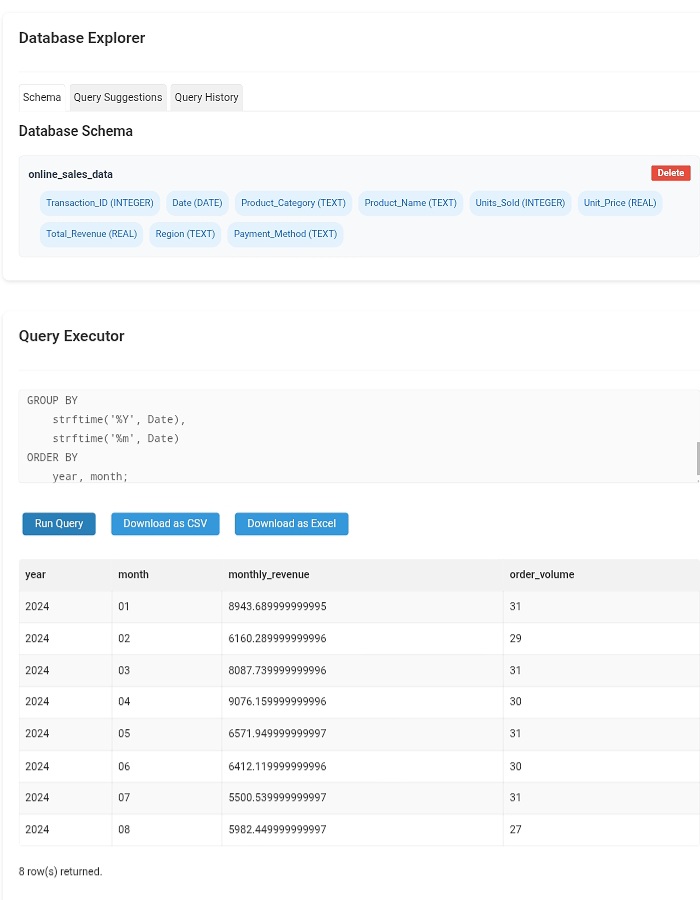 Database Explorer
Schema Query Suggestions Query History
Database Schema
online_sales_data Delete
Transaction_ID (INTEGER) Date (DATE) Product_Category (TEXT) Product_Name (TEXT) Units_Sold (INTEGER) Unit_Price (REAL)
Total_Revenue (REAL) Region (TEXT) Payment_Method (TEXT)
Query Executor
GROUP BY
strftime('%Y', Date),
strftime('%m', Date)
ORDER BY
year, month;
Run Query Download as CSV Download as Excel
year month monthly_revenue order_volume
2024 01 8943.689999999995 31
2024 02 6160.289999999996 29
2024 03 8087.739999999996 31
2024 04 9076.159999999996 30
2024 05 6571.949999999997 31
2024 06 6412.119999999996 30
2024 07 5500.539999999997 31
2024 08 5982.449999999997 27
8 row(s) returned.